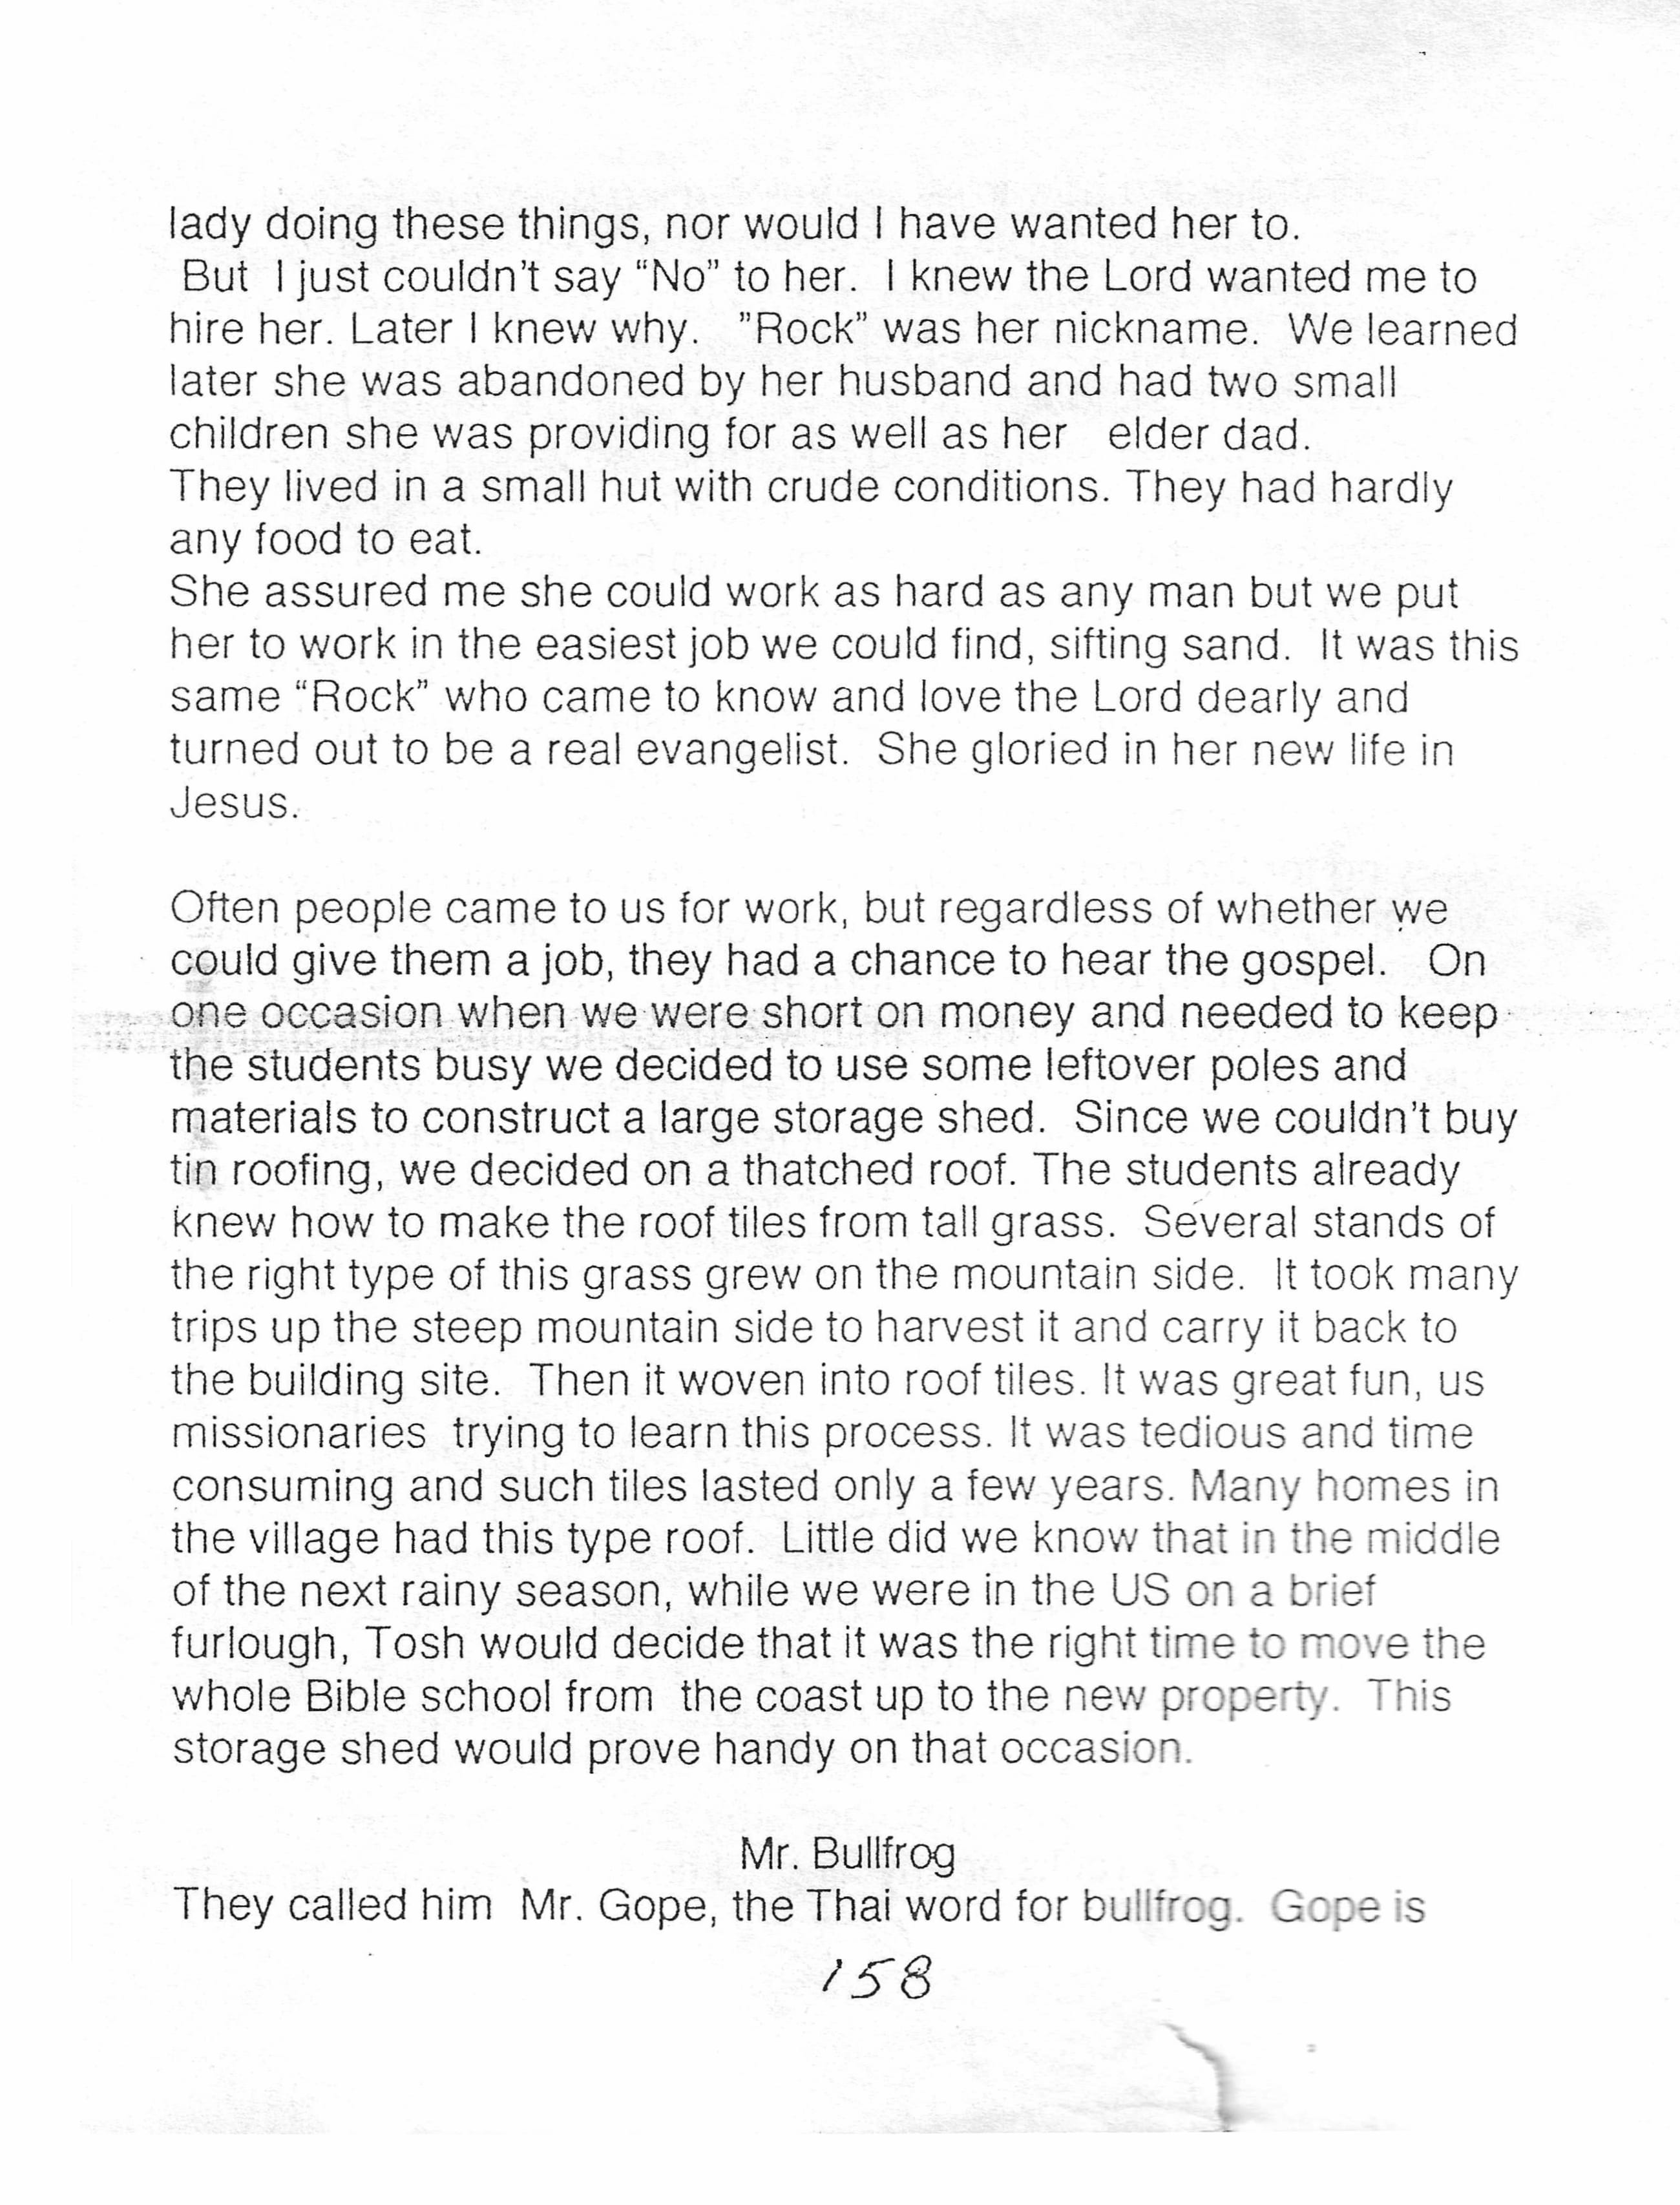 lady doing these things, nor would I have wanted her to.
But  I just couldn't say “No” to her.  I knew the Lord wanted me to
hire her. Later I knew why.   ”Rock” was her nickname.  We learned
later she was abandoned by her husband and had two small
children she was providing for as well as her   elder dad.
They lived in a small hut with crude conditions. They had hardly
any food to eat.
She assured me she could work as hard as any man but we put
her to work in the easiest job we could find, sifting sand.  It was this
same “Rock” who came to know and love the Lord dearly and
turned out to be a real evangelist.  She gloried in her new life in
Jesus.

Often people came to us for work, but regardless of whether we
could give them a job, they had a chance to hear the gospel.   On
one occasion when we were short on money and needed to keep
the students busy we decided to use some leftover poles and
materials to construct a large storage shed.  Since we couldn't buy
tin roofing, we decided on a thatched roof. The students already
knew how to make the roof tiles from tall grass.  Several stands of
the right type of this grass grew on the mountain side.  It took many
trips up the steep mountain side to harvest it and carry it back to
the building site.  Then it woven into roof tiles. It was great fun, us
missionaries  trying to learn this process. It was tedious and time
consuming and such tiles lasted only a few years. Many homes in
the village had this type roof.  Little did we know that in the middle
of the next rainy season, while we were in the US on a brief
furlough, Tosh would decide that it was the right time to move the
whole Bible school from  the coast up to the new property.  This
storage shed would prove handy on that occasion.

Mr. Bullfrog
They called him  Mr. Gope, the Thai word for bullfrog.  Gope is
158